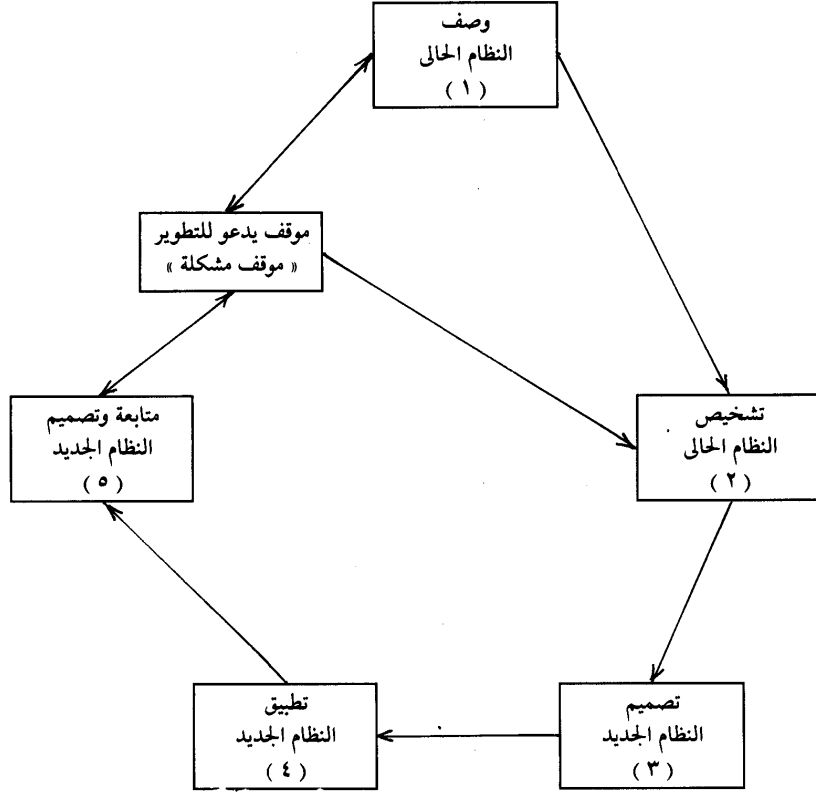 وصف
النظام الحالى
( ١ )
موقف يدعو للتطوير
« موقف مشكلة »
تشخيص
النظام الحالى
( ٢ )
متابعة وتصميم
النظام الجديد
( ٥ )
تصميم
النظام الجديد
( ٣ )
تطبيق
النظام الجديد
( ٤ )